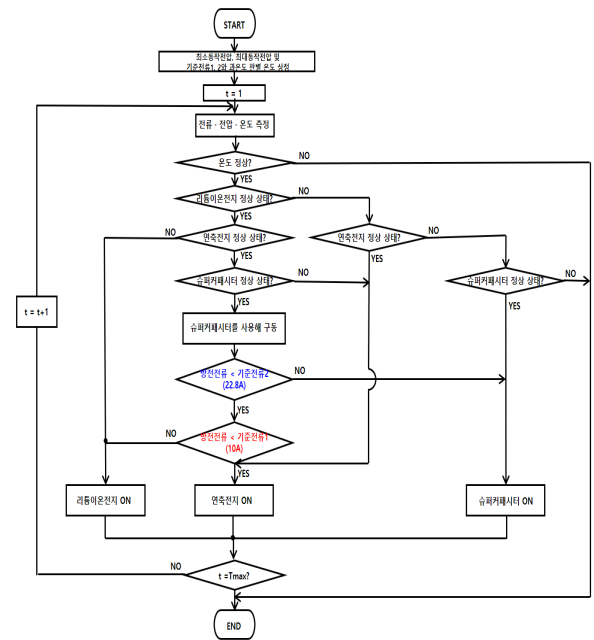 START
최소동작전압, 최대동작전압 및
기준전류1, 2와 과온도 판별 온도 상정
t = 1
전류 · 전압 · 온도 측정
온도 정상?
NO
YES
리튬이온전지 정상 상태?
NO
YES
연축전지 정상 상태?
NO
연축전지 정상 상태?
NO
YES
YES
슈퍼커패시터 정상 상태?
NO
슈퍼커패시터 정상 상태?
NO
YES
YES
t = t+1
슈퍼커패시터를 사용해 구동
방전전류 < 기준전류2
(22.8A)
NO
YES
방전전류 < 기준전류1
(10A)
NO
YES
리튬이온전지 ON
연축전지 ON
슈퍼커패시터 ON
t =Tmax?
NO
END